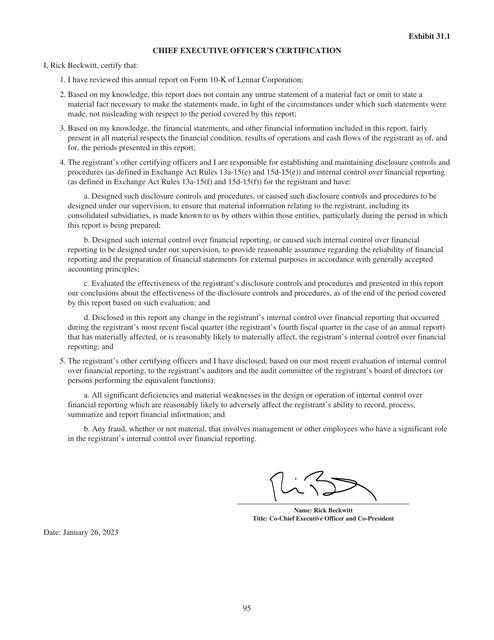 Exhibit 31.1
CHIEF EXECUTIVE OFFICER'S CERTIFICATION
I, Rick Beckwitt, certify that:
1. I have reviewed this annual report on Form 10-K of Lennar Corporation;
2. Based on my knowledge, this report does not contain any untrue statement of a material fact or omit to state a
material fact necessary to make the statements made, in light of the circumstances under which such statements were
made, not misleading with respect to the period covered by this report;
3. Based on my knowledge, the financial statements, and other financial information included in this report, fairly
present in all material respects the financial condition, results of operations and cash flows of the registrant as of, and
for, the periods presented in this report;
4. The registrant's other certifying officers and I are responsible for establishing and maintaining disclosure controls and
procedures (as defined in Exchange Act Rules 13a-15(e) and 15d-15(e)) and internal control over financial reporting
(as defined in Exchange Act Rules 13a-15(f) and 15d-15(f)) for the registrant and have:
a. Designed such disclosure controls and procedures, or caused such disclosure controls and procedures to be
designed under our supervision, to ensure that material information relating to the registrant, including its
consolidated subsidiaries, is made known to us by others within those entities, particularly during the period in which
this report is being prepared;
b. Designed such internal control over financial reporting, or caused such internal control over financial
reporting to be designed under our supervision, to provide reasonable assurance regarding the reliability of financial
reporting and the preparation of financial statements for external purposes in accordance with generally accepted
accounting principles;
c. Evaluated the effectiveness of the registrant's disclosure controls and procedures and presented in this report
our conclusions about the effectiveness of the disclosure controls and procedures, as of the end of the period covered
by this report based on such evaluation; and
d. Disclosed in this report any change in the registrant's internal control over financial reporting that occurred
during the registrant's most recent fiscal quarter (the registrant's fourth fiscal quarter in the case of an annual report)
that has materially affected, or is reasonably likely to materially affect, the registrant's internal control over financial
reporting; and
5. The registrant's other certifying officers and I have disclosed, based on our most recent evaluation of internal control
over financial reporting, to the registrant's auditors and the audit committee of the registrant's board of directors (or
persons performing the equivalent functions):
a. All significant deficiencies and material weaknesses in the design or operation of internal control over
financial reporting which are reasonably likely to adversely affect the registrant's ability to record, process,
summarize and report financial information; and
b. Any fraud, whether or not material, that involves management or other employees who have a significant role
in the registrant's internal control over financial reporting.
Name: Rick Beckwitt
Title: Co-Chief Executive Officer and Co-President
Date: January 26, 2023
95